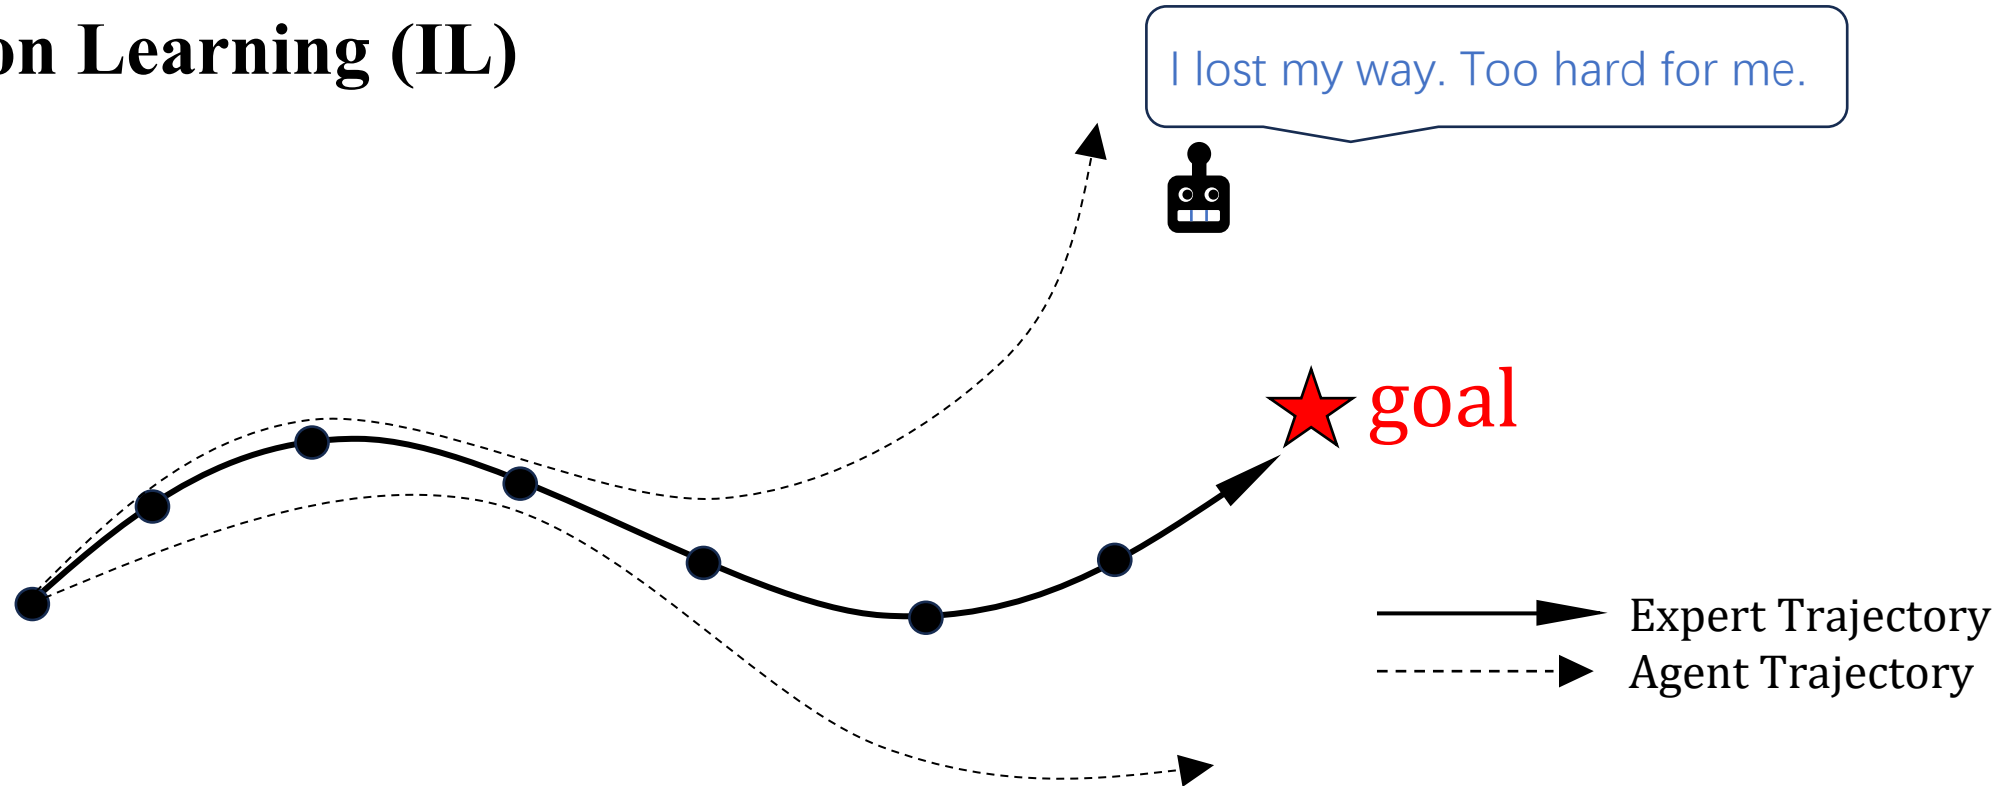 on Learning (IL)
I lost my way. Too hard for me.
goal
Expert Trajectory
Agent Trajectory